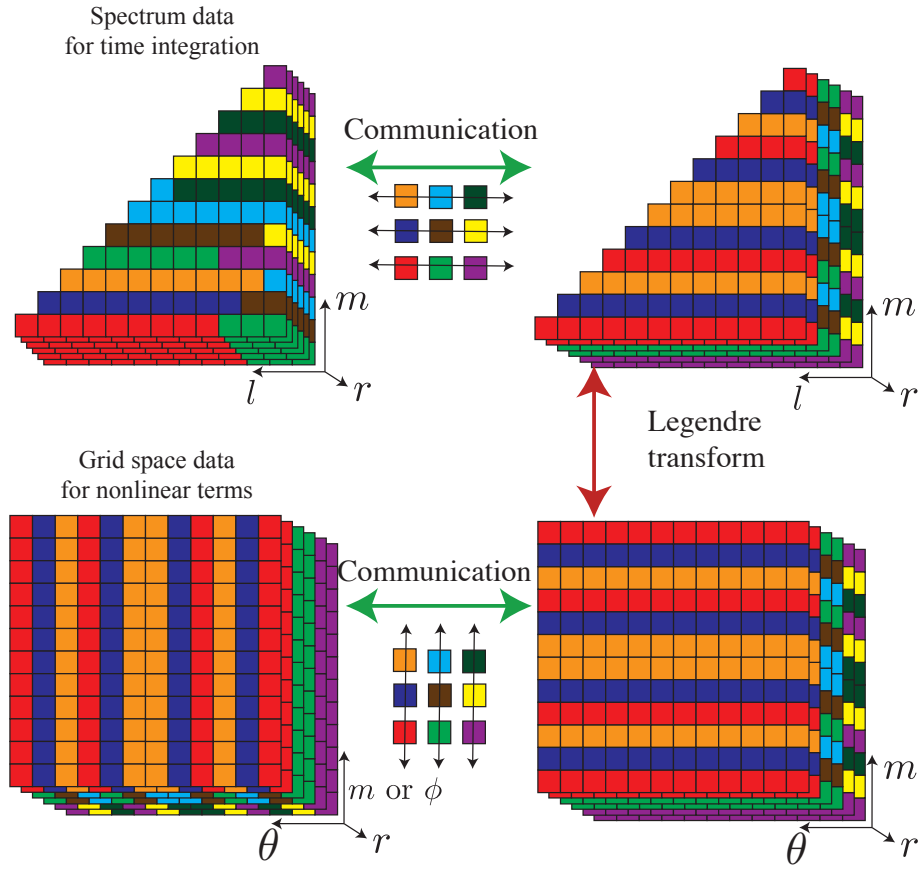 Spectrum data
for time integration
Communication
m
l
r
m
l
r
Legendre
transform
Grid space data
for nonlinear terms
Communication
m or ϕ
θ
r
m
θ
r